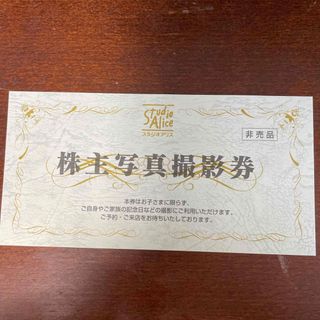 Studio
Alice
スタジオアリス
非売品
株主写真撮影券
本券はお子さまに限らず、
ご自身やご家族の記念日などの撮影にご利用いただけます。
ご予約・ご来店をお待ちいたしております。